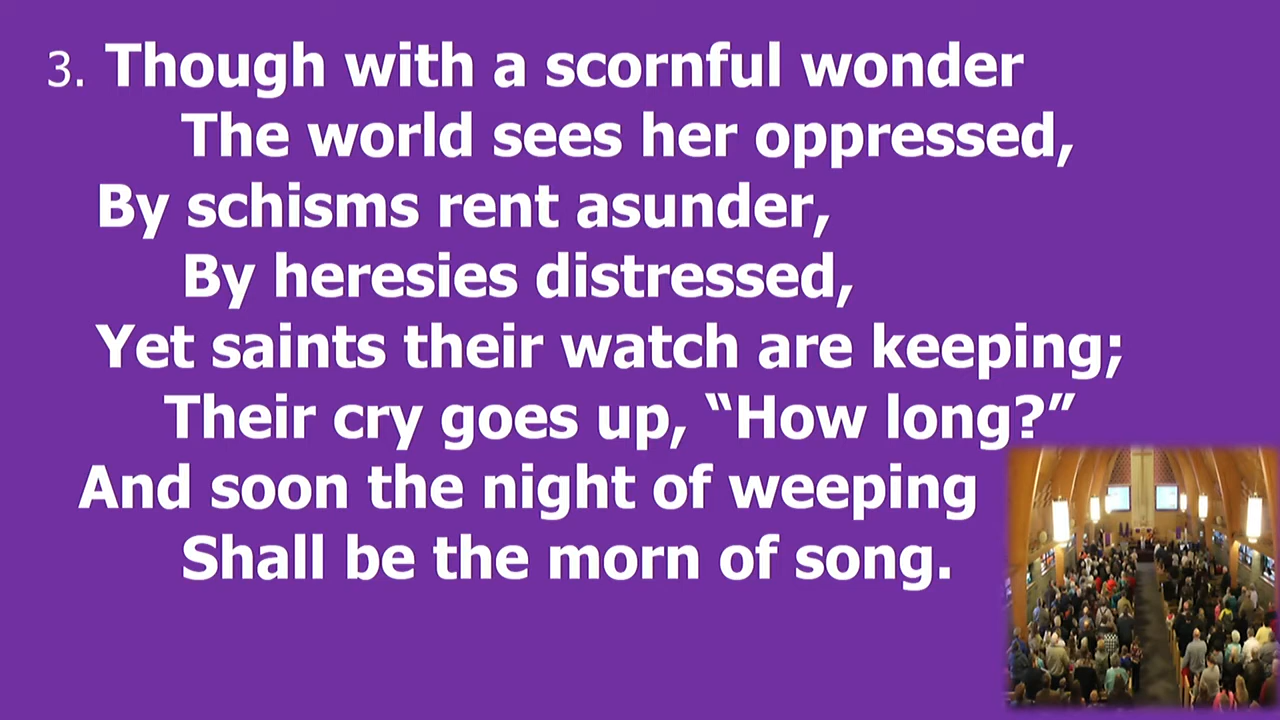 3. Though with a scornful wonder
The world sees her oppressed,
By schisms rent asunder,
By heresies distressed,
Yet saints their watch are keeping;
Their cry goes up, “How long?”
And soon the night of weeping
Shall be the morn of song.